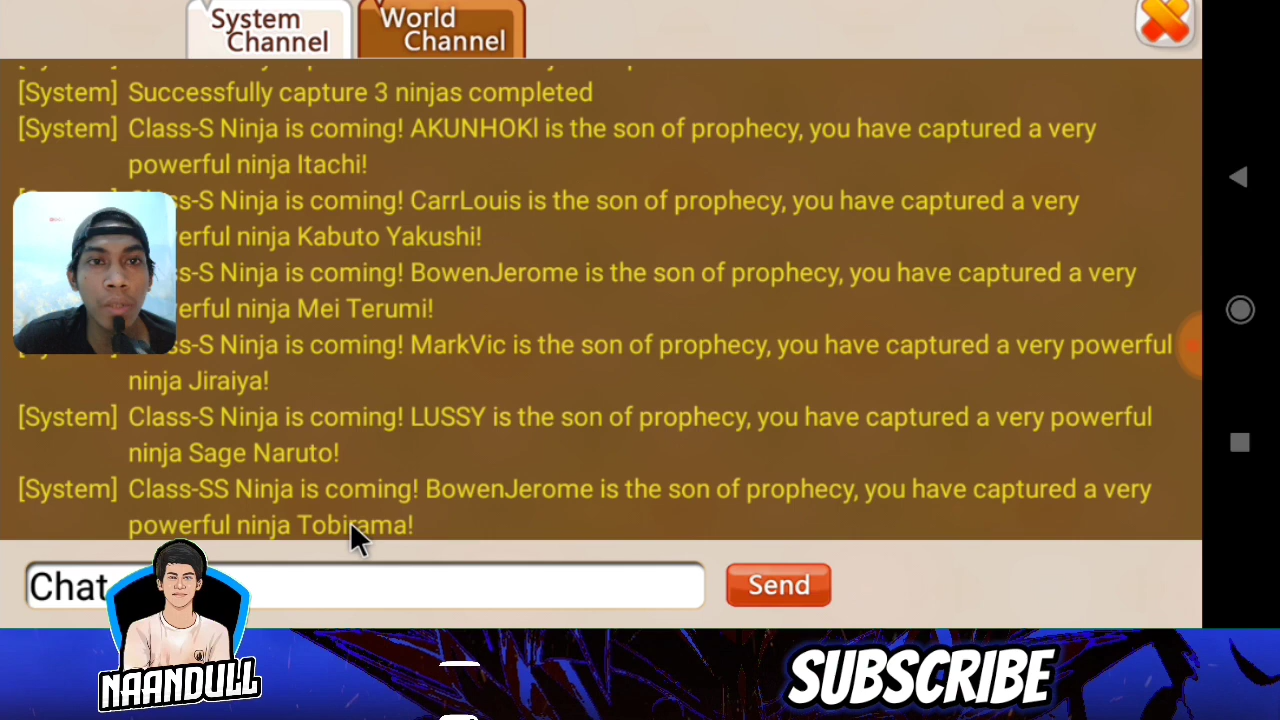 System
Channel
World
Channel
[System] Successfully capture 3 ninjas completed
[System] Class-S Ninja is coming! AKUNHOKI is the son of prophecy, you have captured a very
powerful ninja Itachi!
ss-S Ninja is coming! CarrLouis is the son of prophecy, you have captured a very
erful ninja Kabuto Yakushi!
ss-S Ninja is coming! BowenJerome is the son of prophecy, you have captured a very
erful ninja Mei Terumi!
ss-S Ninja is coming! MarkVic is the son of prophecy, you have captured a very powerful
ninja Jiraiya!
[System] Class-S Ninja is coming! LUSSY is the son of prophecy, you have captured a very powerful
ninja Sage Naruto!
[System] Class-SS Ninja is coming! BowenJerome is the son of prophecy, you have captured a very
powerful ninja Tobirama!
Chat
Send
NAANDULL
SUBSCRIBE